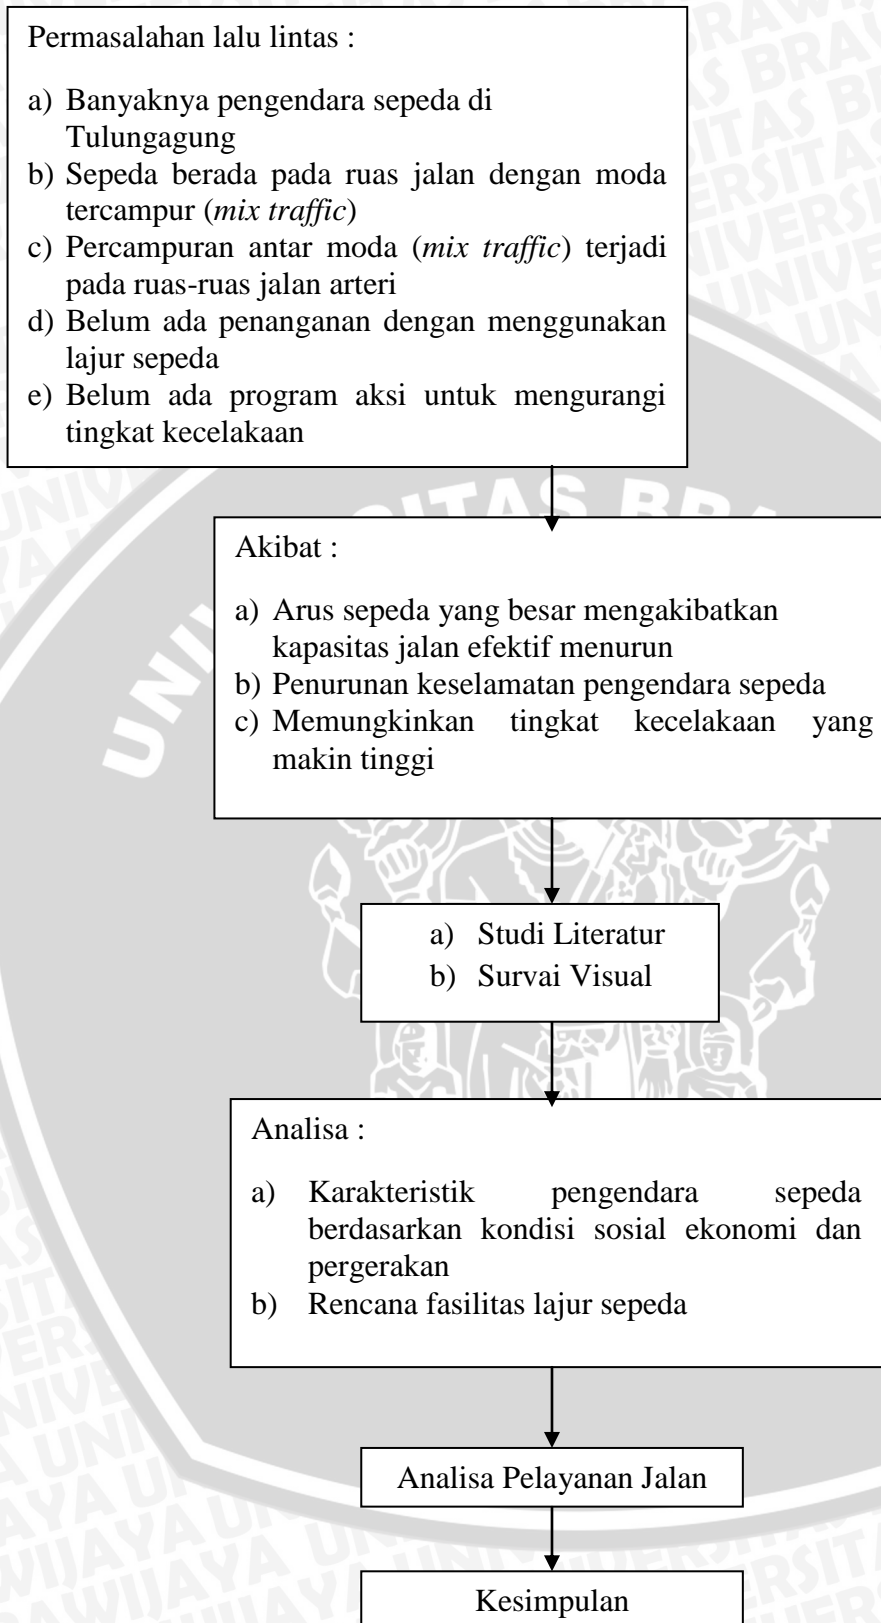 Permasalahan lalu lintas :
a) Banyaknya pengendara sepeda di
Tulungagung
b) Sepeda berada pada ruas jalan dengan moda
tercampur (mix traffic)
c) Percampuran antar moda (mix traffic) terjadi
pada ruas-ruas jalan arteri
d) Belum ada penanganan dengan menggunakan
lajur sepeda
e) Belum ada program aksi untuk mengurangi
tingkat kecelakaan
Akibat :
a) Arus sepeda yang besar mengakibatkan
kapasitas jalan efektif menurun
b) Penurunan keselamatan pengendara sepeda
c) Memungkinkan tingkat kecelakaan yang
makin tinggi
a) Studi Literatur
b) Survai Visual
Analisa :
a) Karakteristik pengendara sepeda
berdasarkan kondisi sosial ekonomi dan
pergerakan
b) Rencana fasilitas lajur sepeda
Analisa Pelayanan Jalan
Kesimpulan